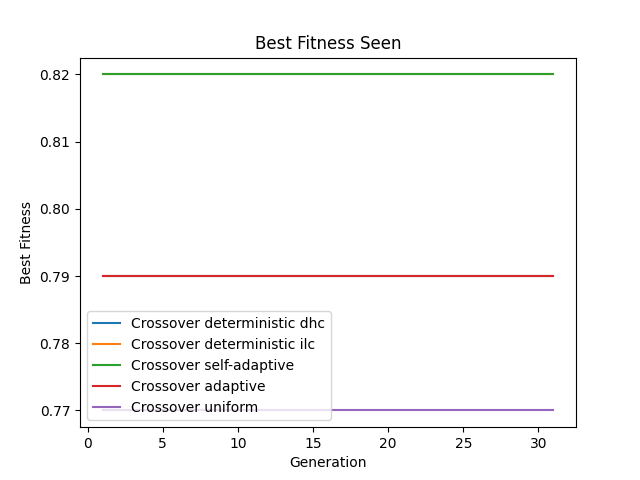 Best Fitness Seen
0.82
0.81
0.80
0.79
0.78
0.77
Best Fitness
Crossover deterministic dhc
Crossover deterministic ilc
Crossover self-adaptive
Crossover adaptive
Crossover uniform
0 5 10 15 20 25 30
Generation